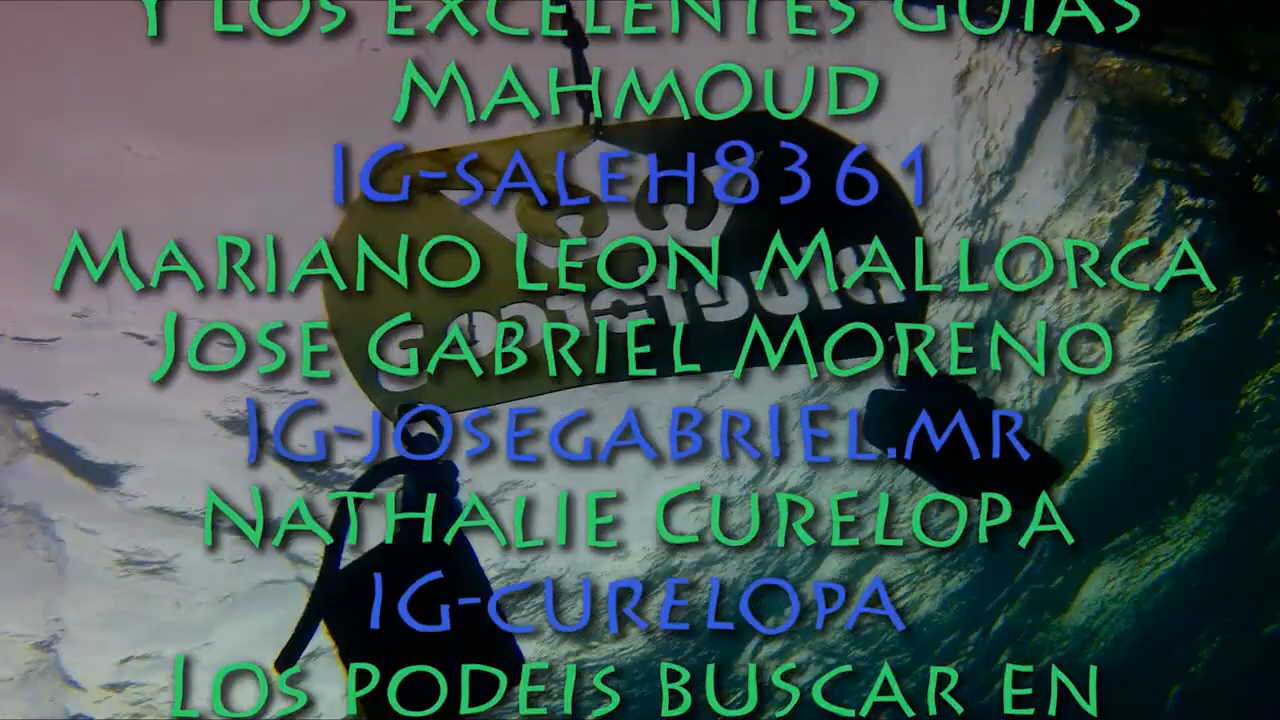 Y LOS EXCELENTES GUIAS
MAHMOUD
IG-SALEH8361
MARIANO LEON MALLORCA
JOSE GABRIEL MORENO
IG-JOSEGABRIEL.MR
NATHALIE CURELOPA
IG-CURELOPA
LOS PODEIS BUSCAR EN